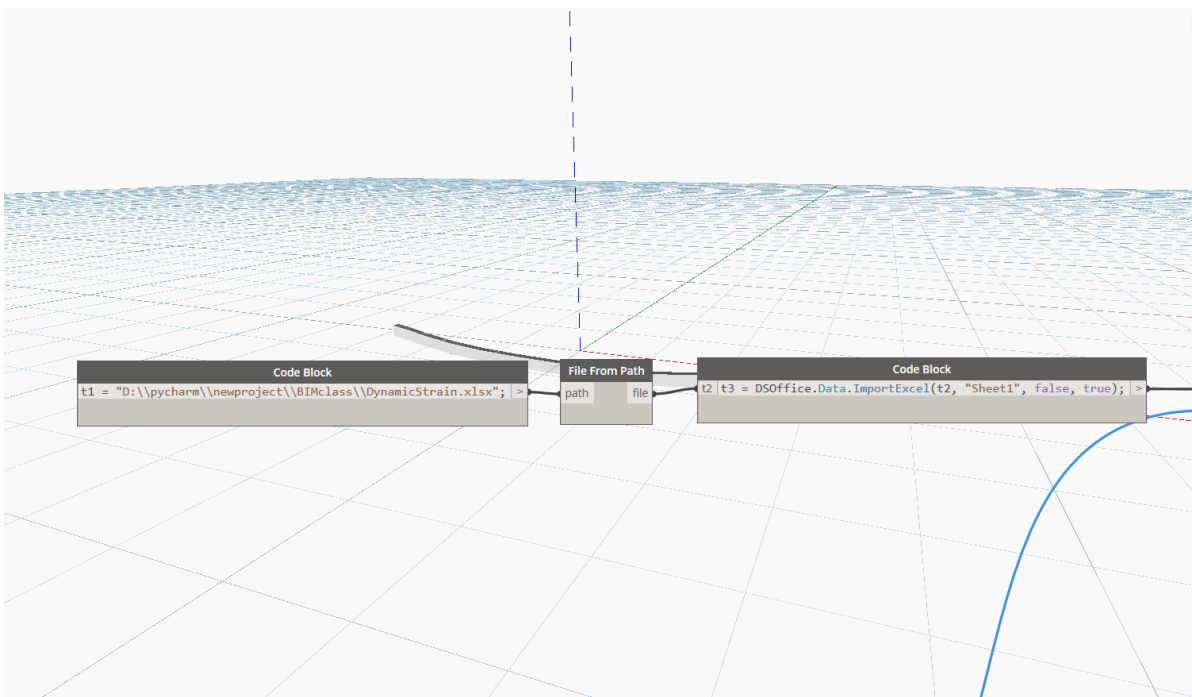 Code Block
t1 = "D:\\pycharm\\newproject\\BIMclass\\DynamicStrain.xlsx"; >
File From Path
path file
Code Block
t2 t3 = DSOffice.Data.ImportExcel(t2, "Sheet1", false, true); >